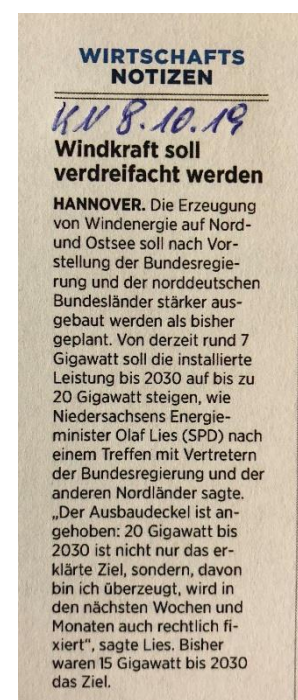 WIRTSCHAFTS
NOTIZEN
KN 8.10.19
Windkraft soll
verdreifacht werden
HANNOVER. Die Erzeugung
von Windenergie auf Nord-
und Ostsee soll nach Vor-
stellung der Bundesregie-
rung und der norddeutschen
Bundesländer stärker aus-
gebaut werden als bisher
geplant. Von derzeit rund 7
Gigawatt soll die installierte
Leistung bis 2030 auf bis zu
20 Gigawatt steigen, wie
Niedersachsens Energie-
minister Olaf Lies (SPD) nach
einem Treffen mit Vertretern
der Bundesregierung und der
anderen Nordländer sagte.
„Der Ausbaudeckel ist an-
gehoben: 20 Gigawatt bis
2030 ist nicht nur das er-
klärte Ziel, sondern, davon
bin ich überzeugt, wird in
den nächsten Wochen und
Monaten auch rechtlich fi-
xiert“, sagte Lies. Bisher
waren 15 Gigawatt bis 2030
das Ziel.